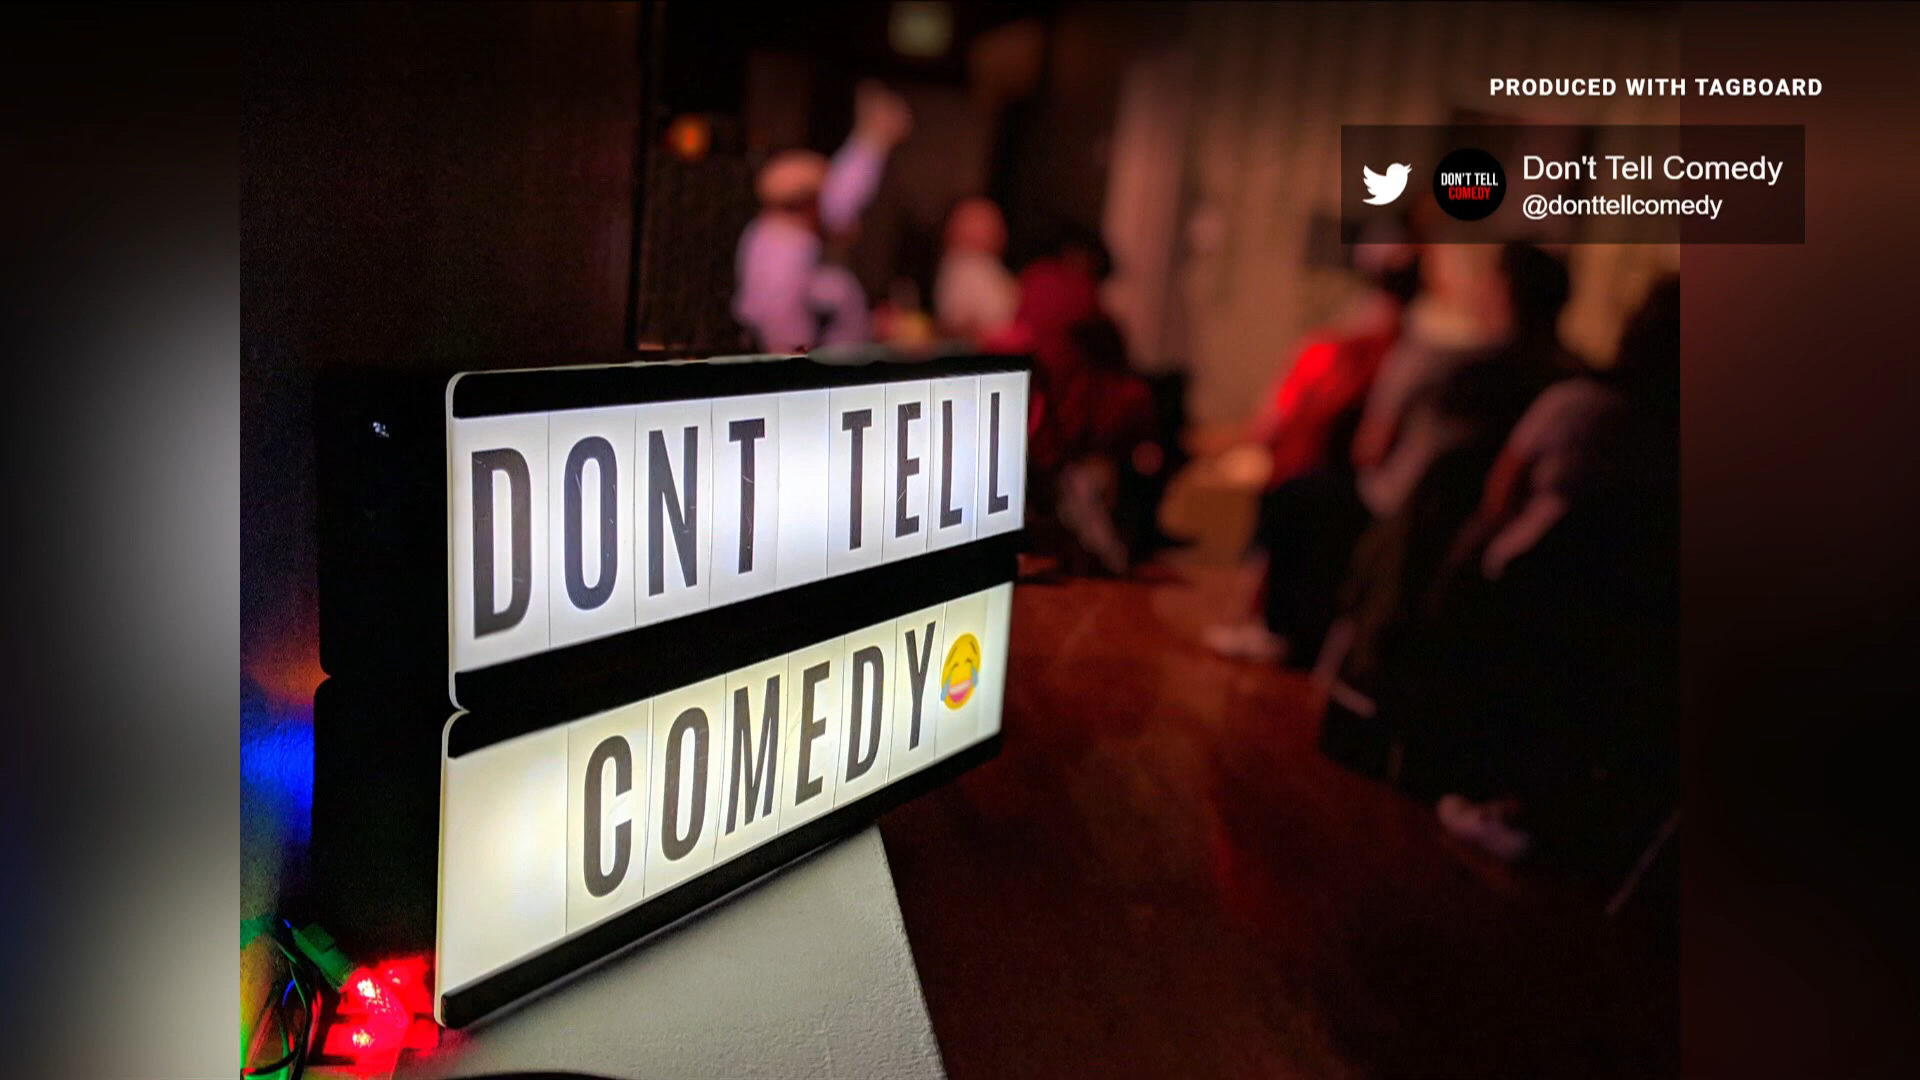 PRODUCED WITH TAGBOARD
DON'T TELL
COMEDY
Don't Tell Comedy
@donttellcomedy
DONT TELL
COMEDY😂